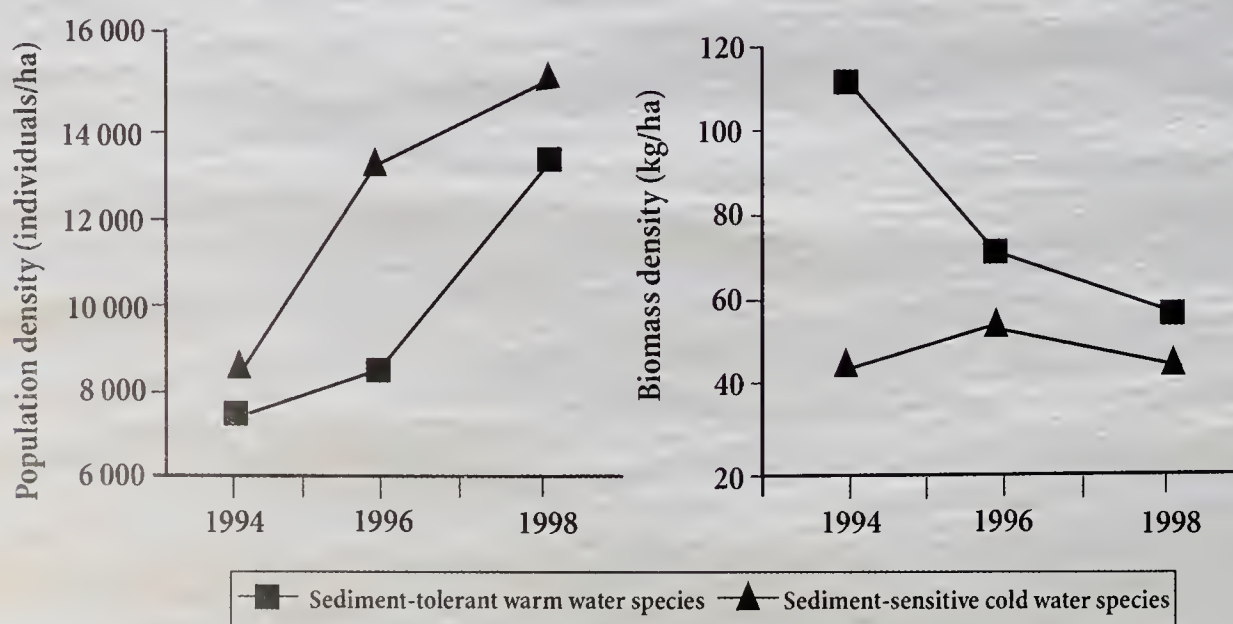 Population density (individuals/ha)
16 000
14 000
12 000
10 000
8 000
6 000
1994 1996 1998
Biomass density (kg/ha)
120
100
80
60
40
20
1994 1996 1998
Sediment-tolerant warm water species Sediment-sensitive cold water species